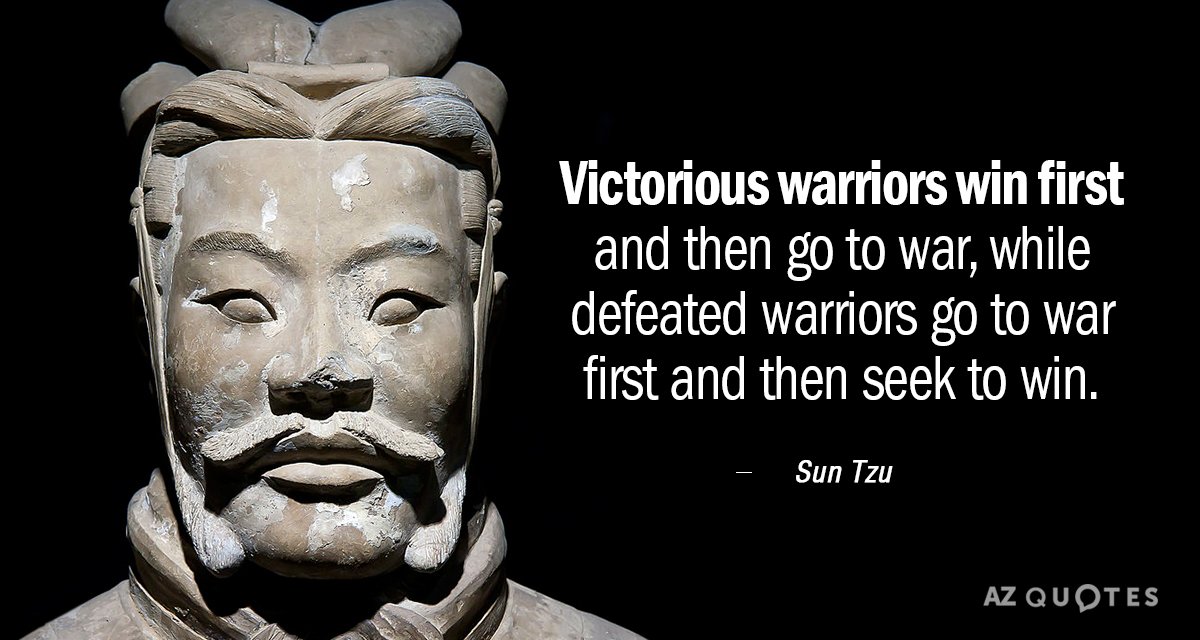 Victorious warriors win first
and then go to war, while
defeated warriors go to war
first and then seek to win.
– Sun Tzu
AZ QUOTES